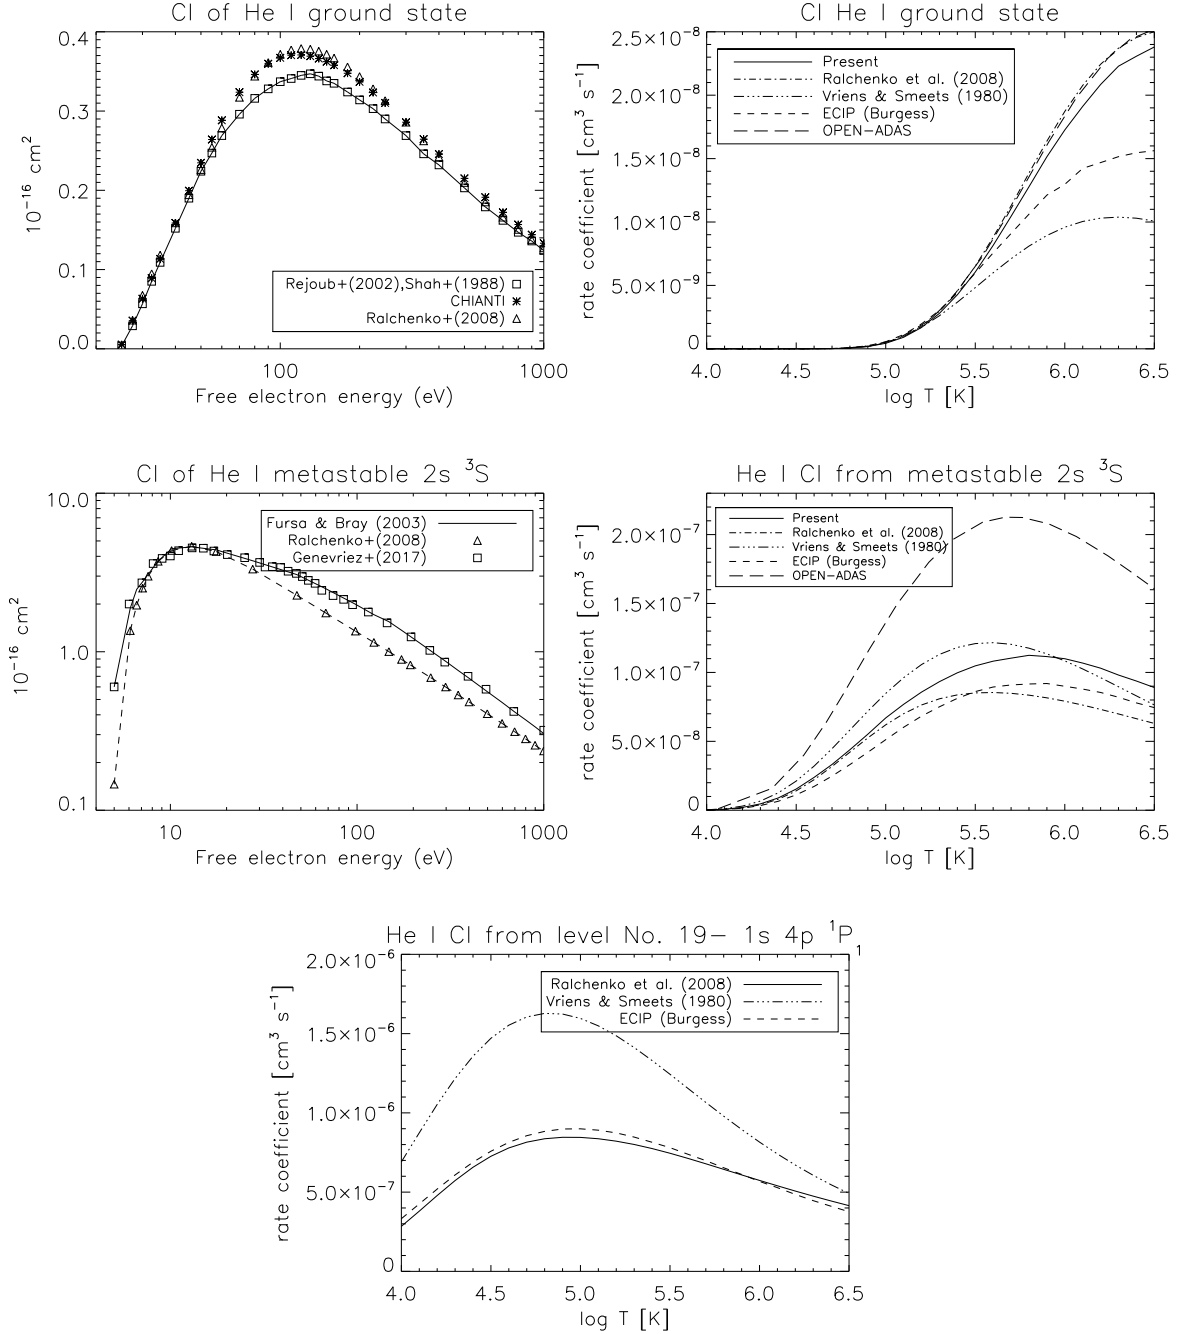 CI of He I ground state
0.4
0.3
0.2
0.1
0.0
10⁻¹⁶ cm²
Rejoub+(2002),Shah+(1988)
CHIANTI
Ralchenko+(2008)
100
1000
Free electron energy (eV)
CI He I ground state
2.5×10⁻⁸
2.0×10⁻⁸
1.5×10⁻⁸
1.0×10⁻⁸
5.0×10⁻⁹
0
rate coefficient [cm³ s⁻¹]
Present
Ralchenko et al. (2008)
Vriens & Smeets (1980)
ECIP (Burgess)
OPEN-ADAS
4.0
4.5
5.0
5.5
6.0
6.5
log T [K]
CI of He I metastable 2s ³S
10.0
1.0
0.1
10⁻¹⁶ cm²
Fursa & Bray (2003)
Ralchenko+(2008)
Genevriez+(2017)
10
100
1000
Free electron energy (eV)
He I CI from metastable 2s ³S
2.0×10⁻⁷
1.5×10⁻⁷
1.0×10⁻⁷
5.0×10⁻⁸
0
rate coefficient [cm³ s⁻¹]
Present
Ralchenko et al. (2008)
Vriens & Smeets (1980)
ECIP (Burgess)
OPEN-ADAS
4.0
4.5
5.0
5.5
6.0
6.5
log T [K]
He I CI from level No. 19− 1s 4p ¹P₁
2.0×10⁻⁶
1.5×10⁻⁶
1.0×10⁻⁶
5.0×10⁻⁷
0
rate coefficient [cm³ s⁻¹]
Ralchenko et al. (2008)
Vriens & Smeets (1980)
ECIP (Burgess)
4.0
4.5
5.0
5.5
6.0
6.5
log T [K]